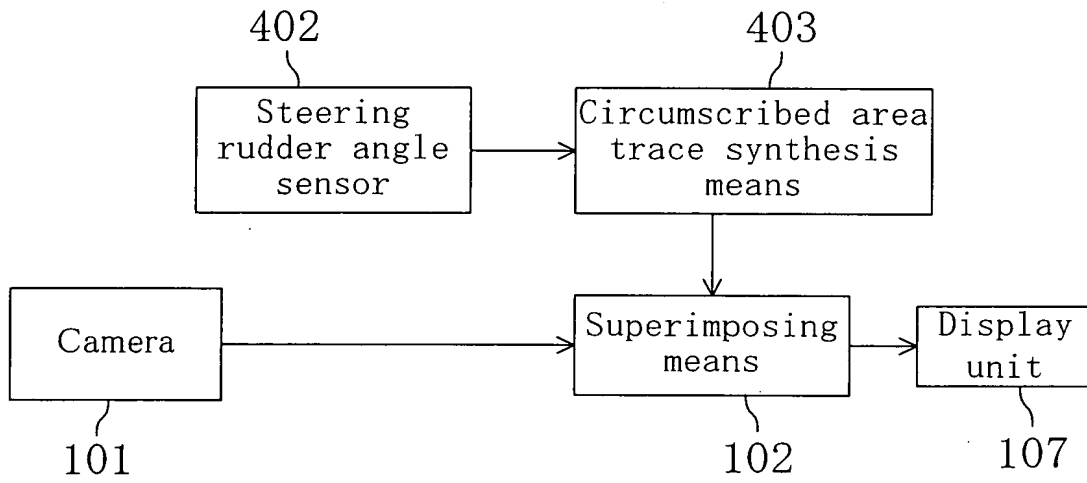 402
403
Steering
rudder angle
sensor
Circumscribed area
trace synthesis
means
Camera
Superimposing
means
Display
unit
101
102
107